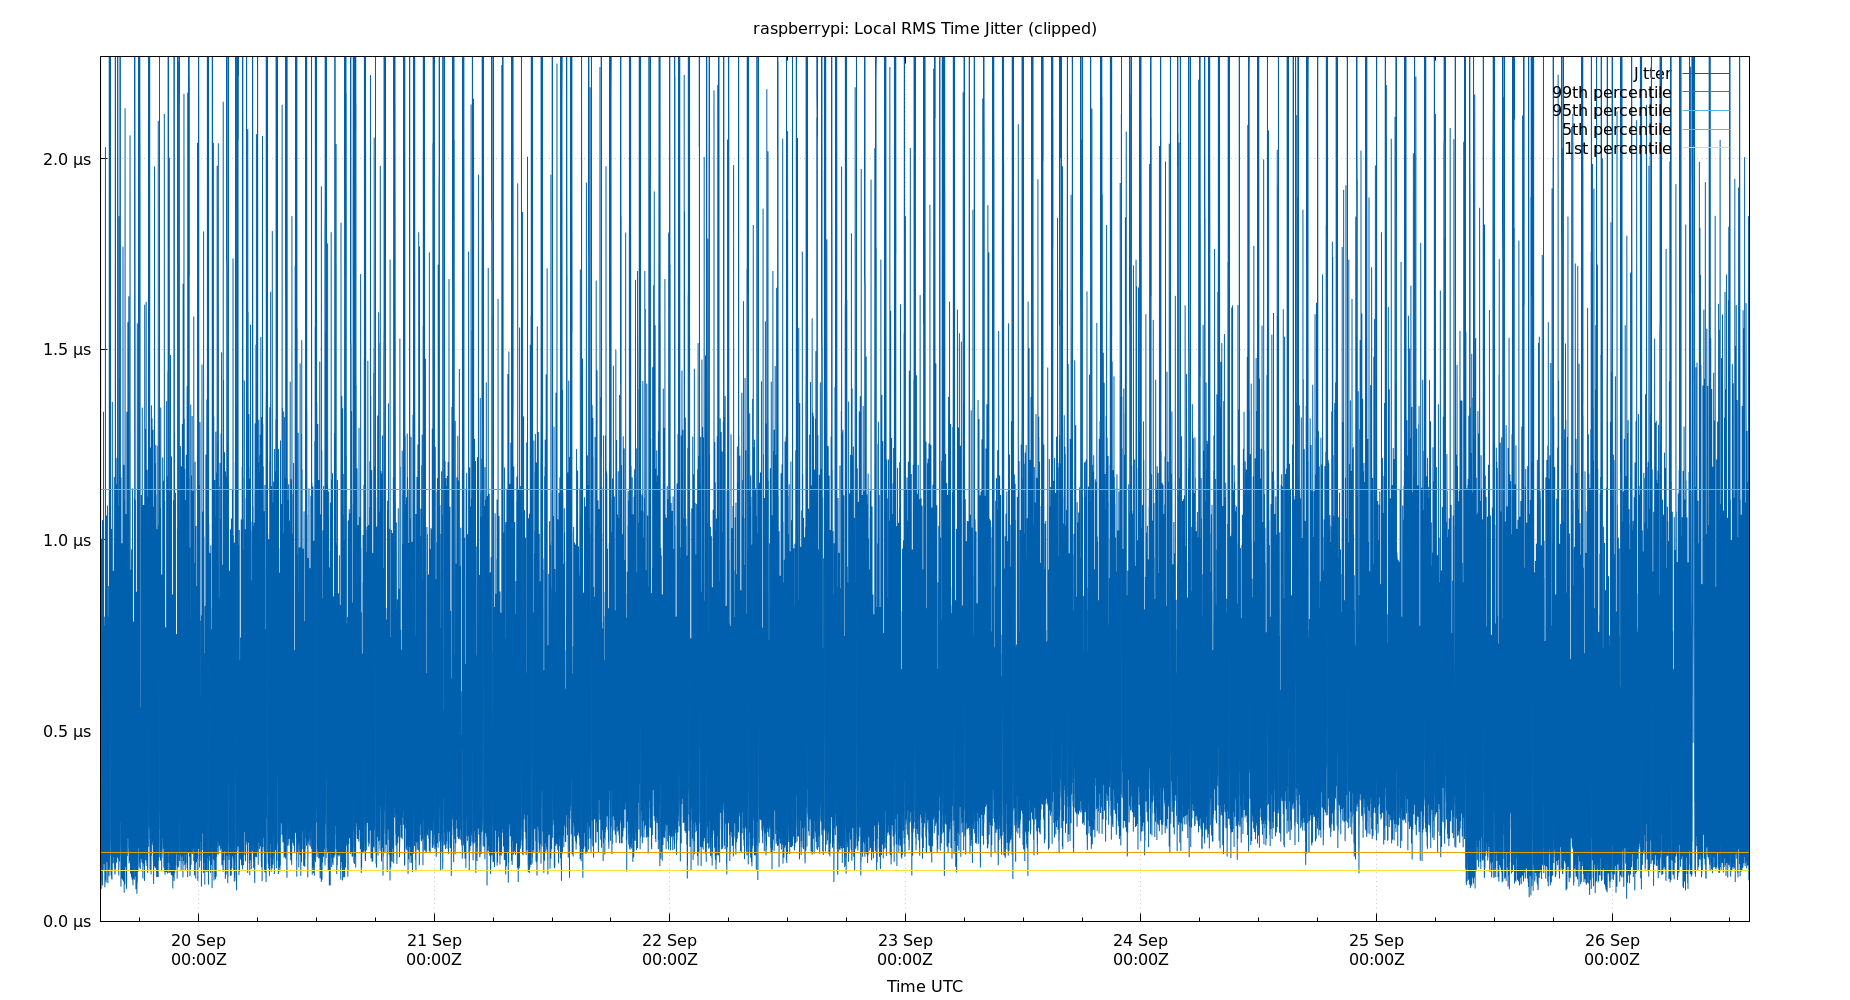 raspberrypi: Local RMS Time Jitter (clipped)
Jitter
99th percentile
95th percentile
5th percentile
1st percentile
2.0 µs
1.5 µs
1.0 µs
0.5 µs
0.0 µs
20 Sep 21 Sep 22 Sep 23 Sep 24 Sep 25 Sep 26 Sep
00:00Z 00:00Z 00:00Z 00:00Z 00:00Z 00:00Z 00:00Z
Time UTC